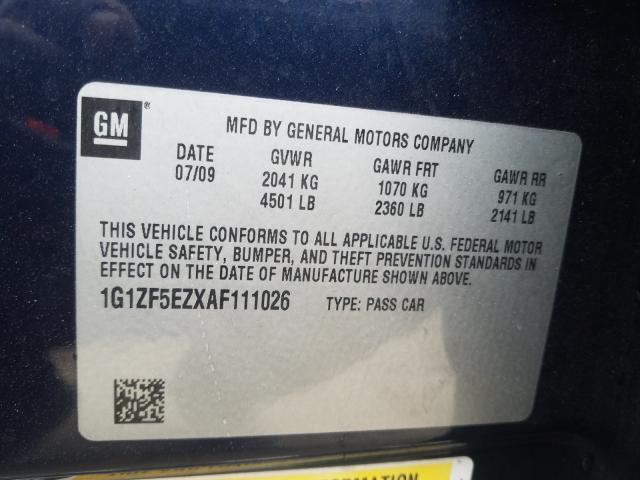 GM®
MFD BY GENERAL MOTORS COMPANY
DATE GVWR GAWR FRT GAWR RR
07/09 2041 KG 1070 KG 971 KG
4501 LB 2360 LB 2141 LB
THIS VEHICLE CONFORMS TO ALL APPLICABLE U.S. FEDERAL MOTOR
VEHICLE SAFETY, BUMPER, AND THEFT PREVENTION STANDARDS IN
EFFECT ON THE DATE OF MANUFACTURE SHOWN ABOVE.
1G1ZF5EZXAF111026 TYPE: PASS CAR
INFORMATION